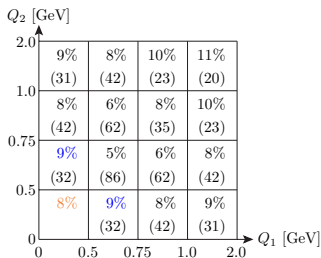 Q₂ [GeV]
2.0
9% 8% 10% 11%
(31) (42) (23) (20)
1.0
8% 6% 8% 10%
(42) (62) (35) (23)
0.75
9% 5% 6% 8%
(32) (86) (62) (42)
0.5
8% 9% 8% 9%
(32) (42) (31)
0
0 0.5 0.75 1.0 2.0
Q₁ [GeV]